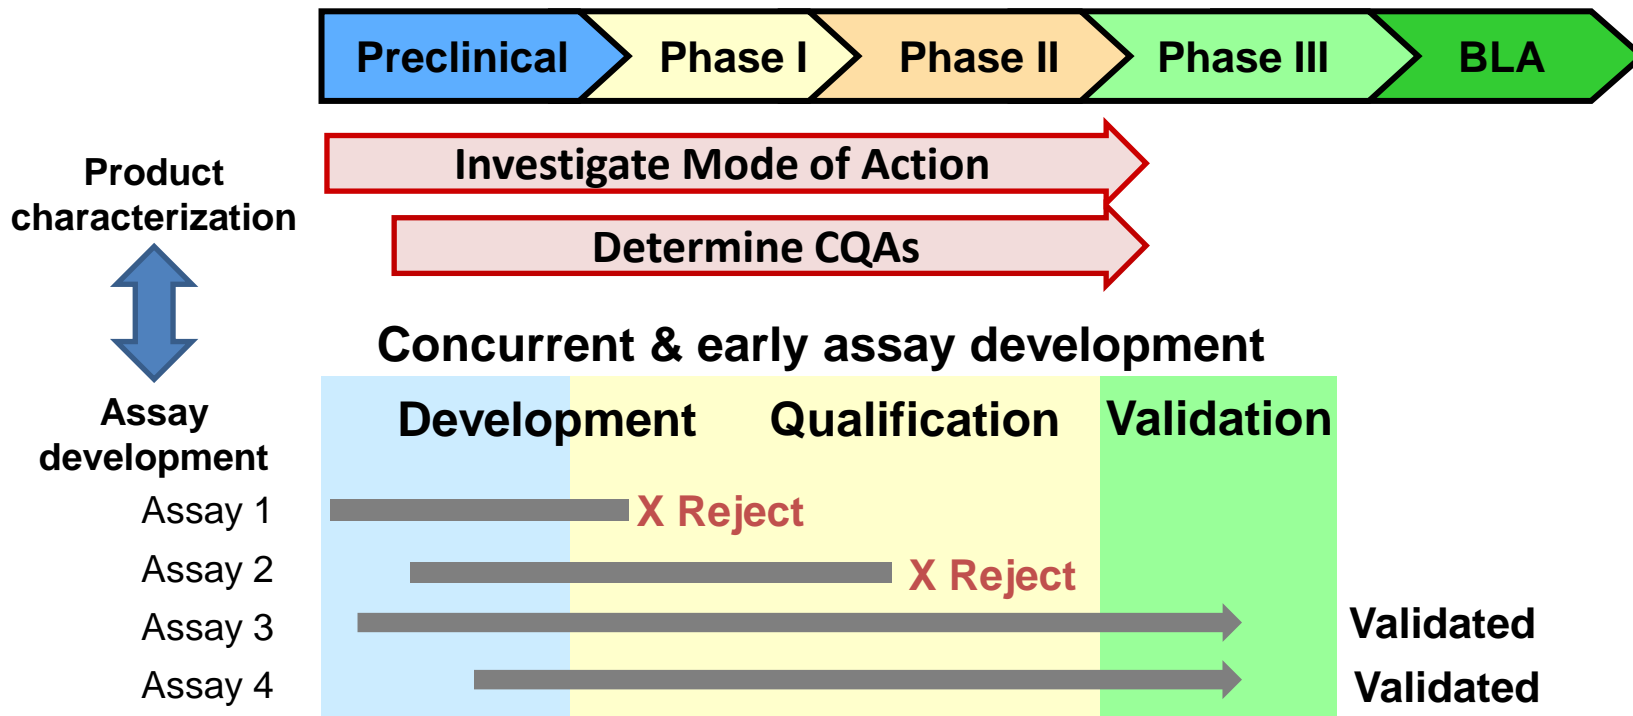 Preclinical
Phase I
Phase II
Phase III
BLA
Product
characterization
Investigate Mode of Action
Determine CQAs
Concurrent & early assay development
Assay
development
Development
Qualification
Validation
Assay 1
X Reject
Assay 2
X Reject
Assay 3
Validated
Assay 4
Validated